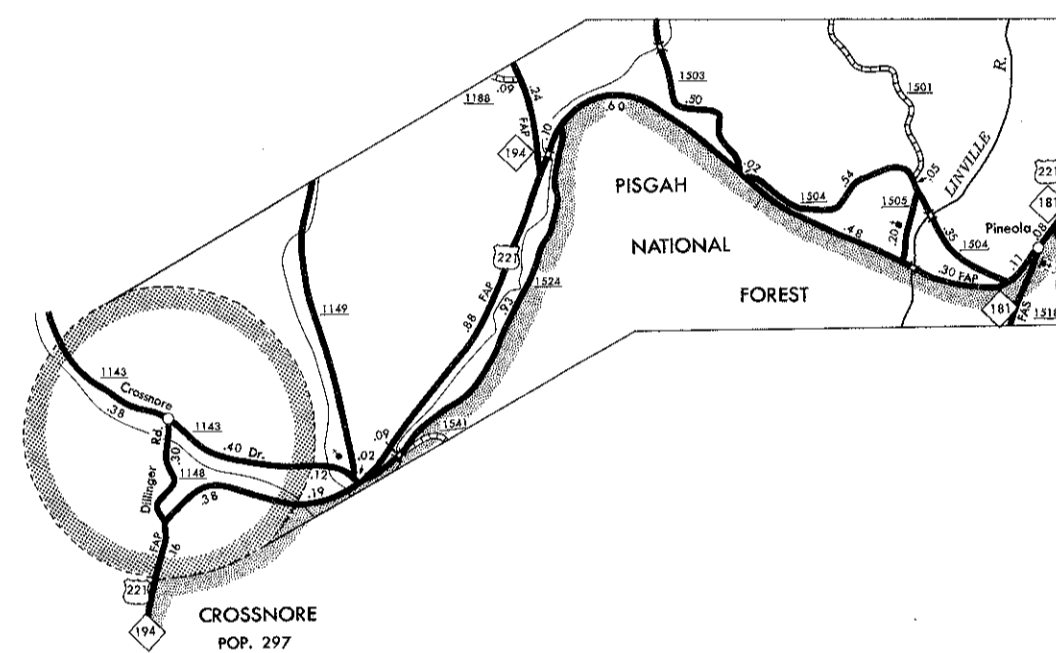 1503
.50
1501
R.
LINVILLE
.09
1188
.24
FAP
194
.10
.60
PISGAH
NATIONAL
FOREST
.02
1504
.54
.05
1505
.20
.48
.35
1504
.30 FAP
221
181
Pineola
.08
.11
181
FAS
1518
221
FAP
.88
.93
1524
1149
1143
Crossnore
.38
1143
Rd.
.40 Dr.
.30
1148
Dillinger
.38
.12
.19
.02
.09
1541
FAP
.16
221
194
CROSSNORE
POP. 297